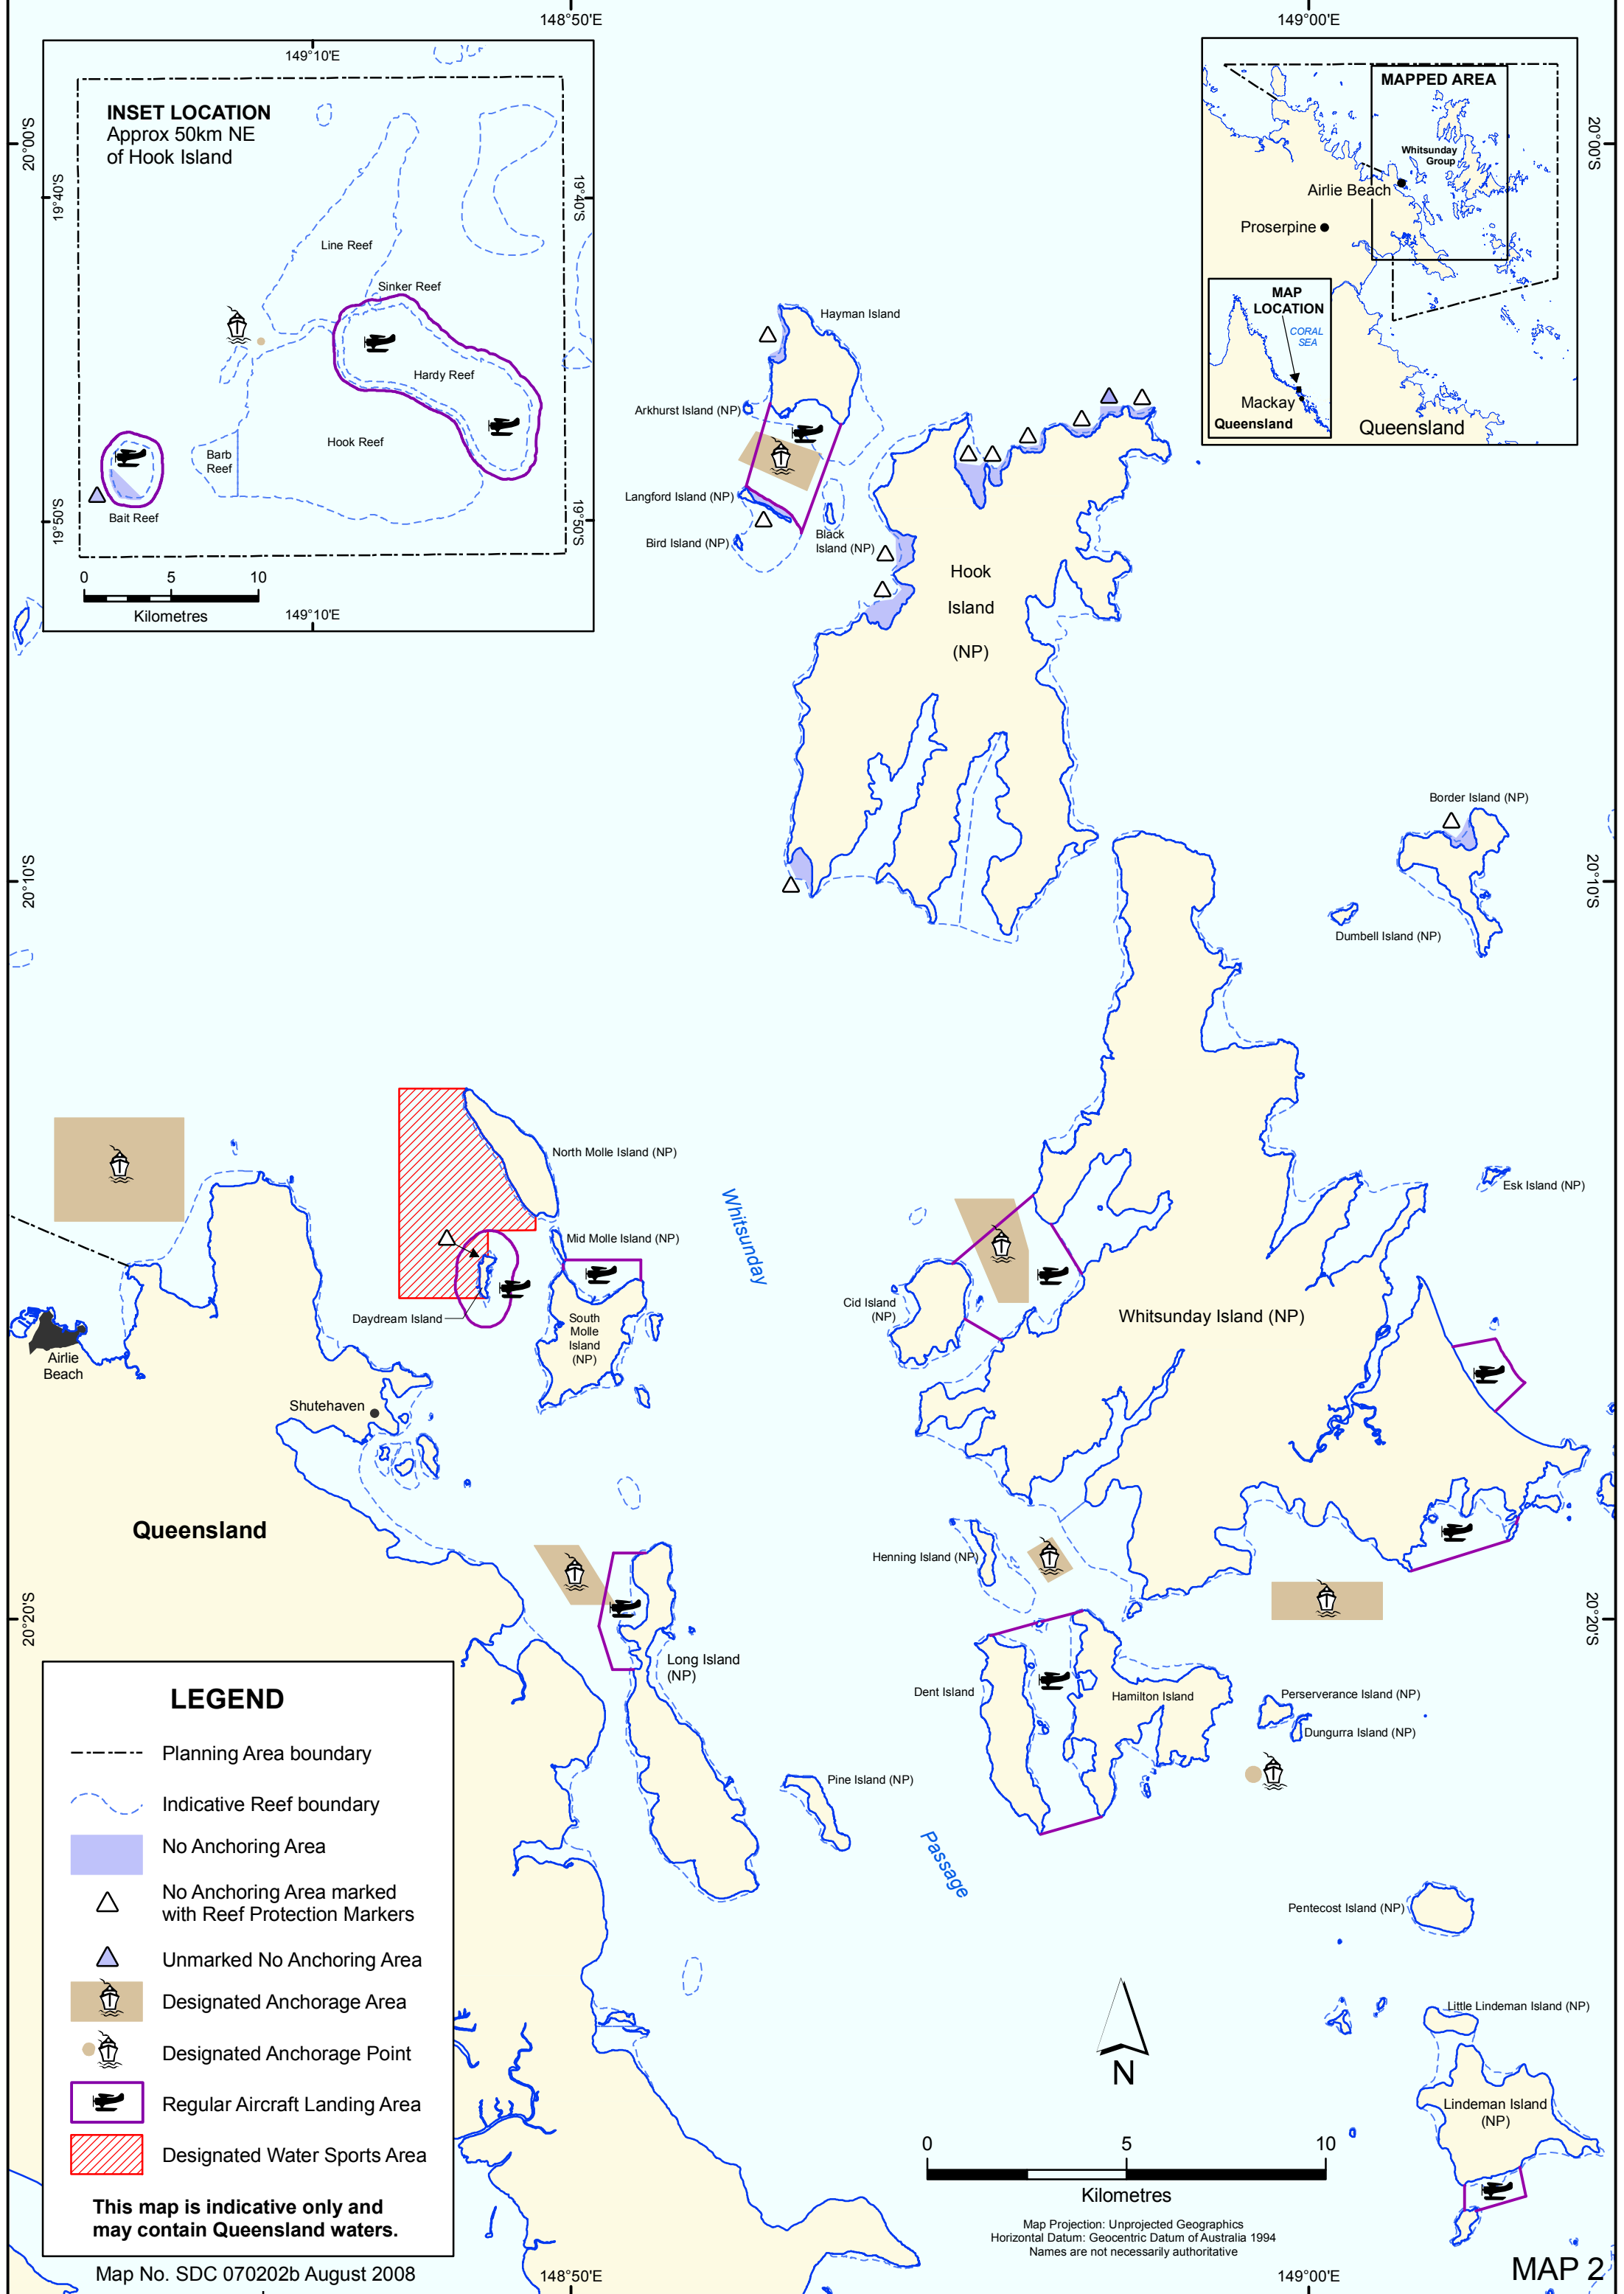 148°50'E
149°00'E
149°10'E
INSET LOCATION
Approx 50km NE
of Hook Island
20°00'S
19°40'S
19°40'S
Line Reef
Sinker Reef
Hardy Reef
Hook Reef
Barb
Reef
Bait Reef
19°50'S
19°50'S
0 5 10
Kilometres
149°10'E
MAPPED AREA
Whitsunday
Group
Airlie Beach
Proserpine
MAP
LOCATION
CORAL
SEA
Mackay
Queensland
Queensland
20°00'S
Hayman Island
Arkhurst Island (NP)
Langford Island (NP)
Bird Island (NP)
Black
Island (NP)
Hook
Island
(NP)
Border Island (NP)
Dumbell Island (NP)
20°10'S
20°10'S
North Molle Island (NP)
Mid Molle Island (NP)
Daydream Island
South
Molle
Island
(NP)
Whitsunday
Esk Island (NP)
Cid Island
(NP)
Whitsunday Island (NP)
Airlie
Beach
Shutehaven
Queensland
Henning Island (NP)
20°20'S
20°20'S
Long Island
(NP)
Dent Island
Hamilton Island
Perserverance Island (NP)
Dungurra Island (NP)
Pine Island (NP)
Passage
Pentecost Island (NP)
Little Lindeman Island (NP)
Lindeman Island
(NP)
LEGEND
Planning Area boundary
Indicative Reef boundary
No Anchoring Area
No Anchoring Area marked
with Reef Protection Markers
Unmarked No Anchoring Area
Designated Anchorage Area
Designated Anchorage Point
Regular Aircraft Landing Area
Designated Water Sports Area
This map is indicative only and
may contain Queensland waters.
N
0 5 10
Kilometres
Map Projection: Unprojected Geographics
Horizontal Datum: Geocentric Datum of Australia 1994
Names are not necessarily authoritative
Map No. SDC 070202b August 2008
148°50'E
149°00'E
MAP 2